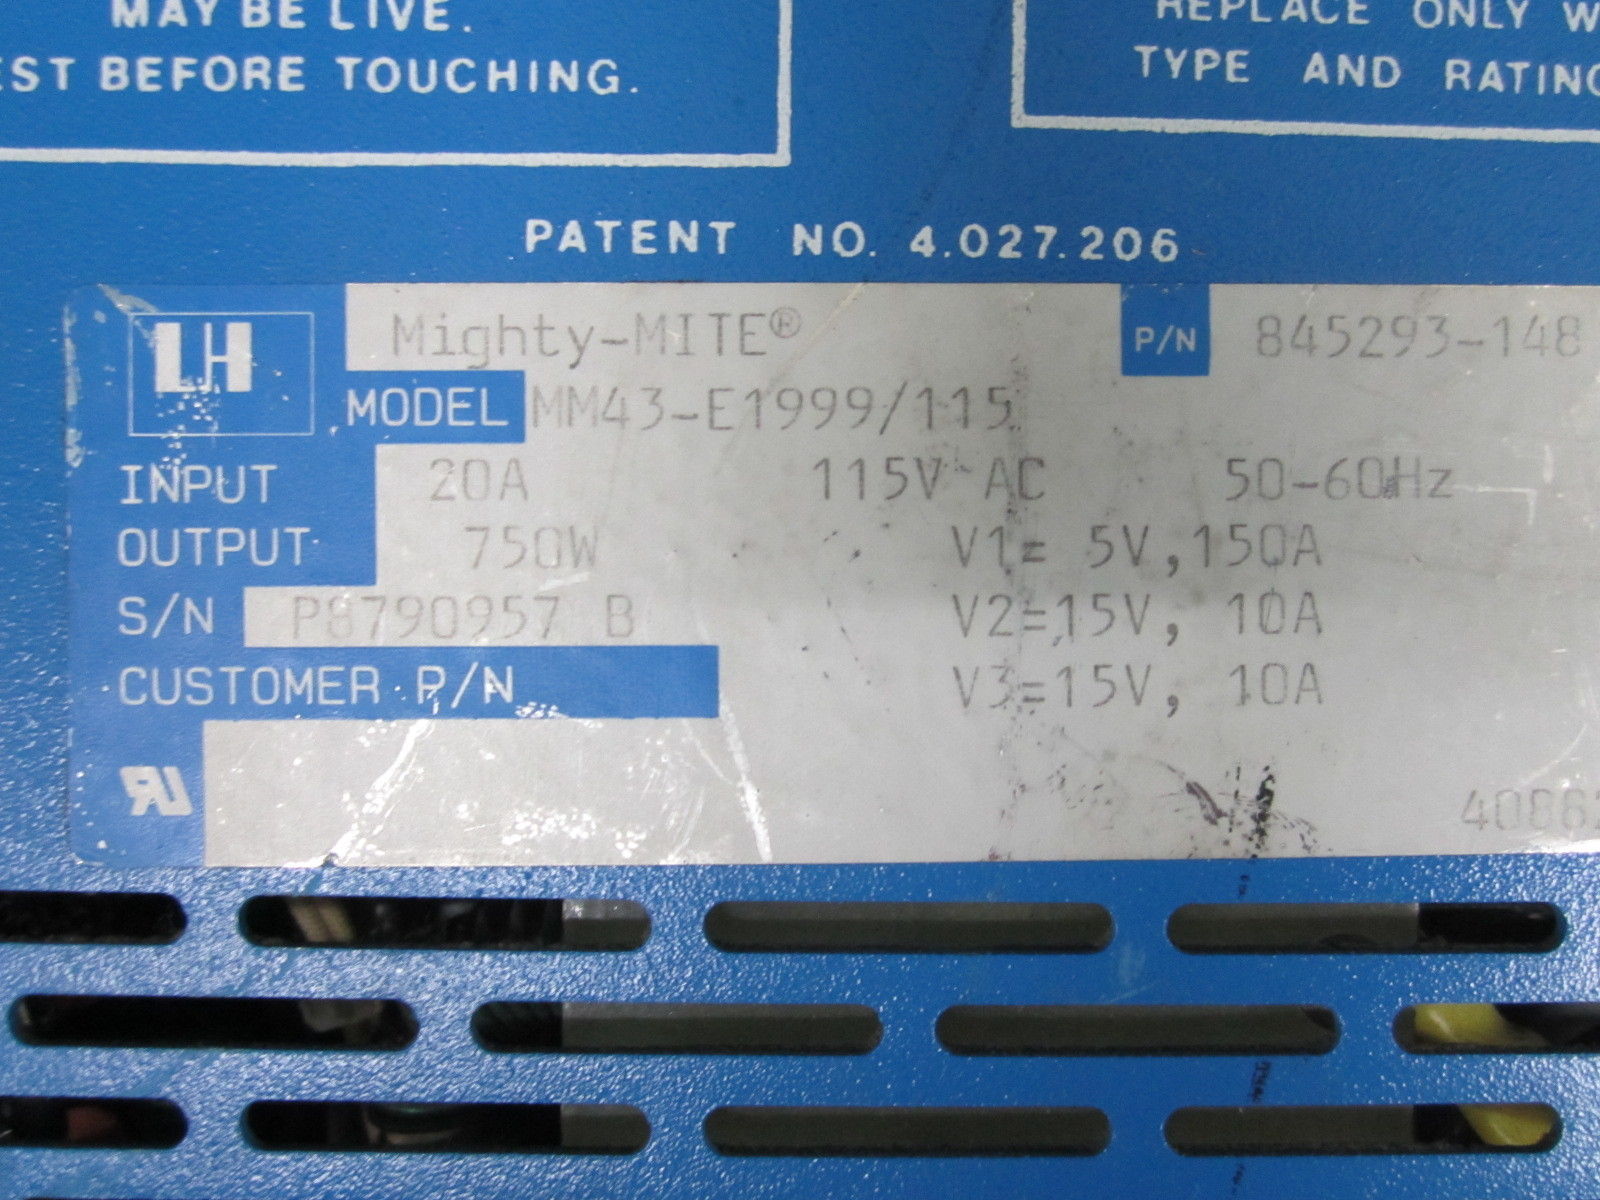 MAY BE LIVE.
BEFORE TOUCHING.
REPLACE ONLY
TYPE AND
PATENT NO. 4.027.206
LH
Mighty-MITE®
P/N 845293-148
MODEL MM43-E1999/115
INPUT 20A 115V AC 50-60Hz
OUTPUT 750W V1= 5V,150A
S/N P8790957 B V2=15V, 10A
CUSTOMER P/N V3=15V, 10A